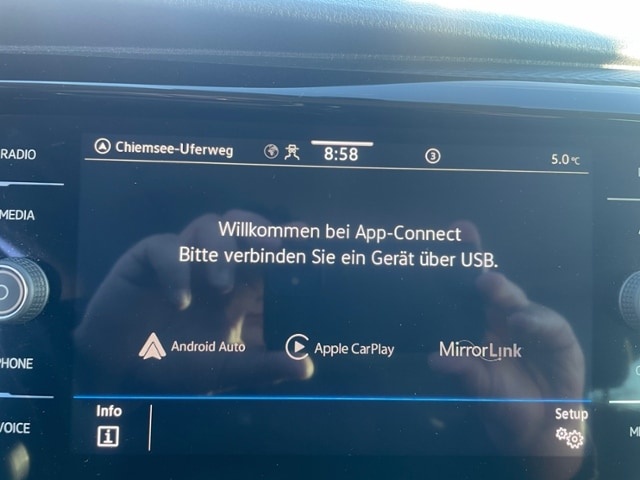 RADIO
Chiemsee-Uferweg
8:58
3
5.0°C
MEDIA
Willkommen bei App-Connect
Bitte verbinden Sie ein Gerät über USB.
Android Auto
Apple CarPlay
MirrorLink
PHONE
Info
Setup
VOICE